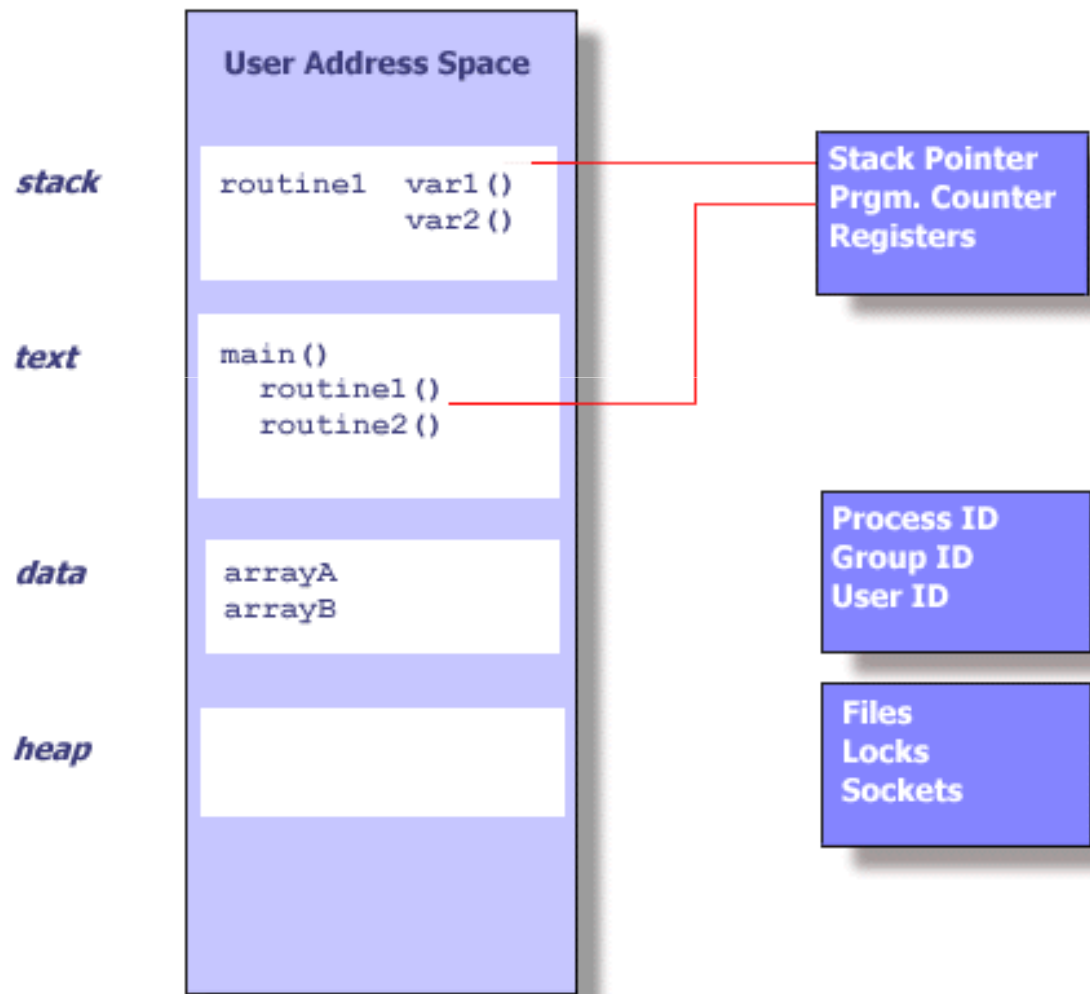 User Address Space
stack
routine1 var1()
var2()
text
main()
routine1()
routine2()
data
arrayA
arrayB
heap
Stack Pointer
Prgm. Counter
Registers
Process ID
Group ID
User ID
Files
Locks
Sockets